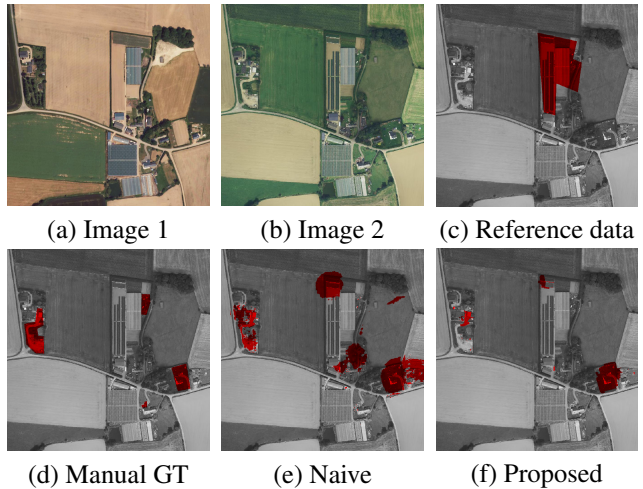 (a) Image 1
(b) Image 2
(c) Reference data
(d) Manual GT
(e) Naive
(f) Proposed